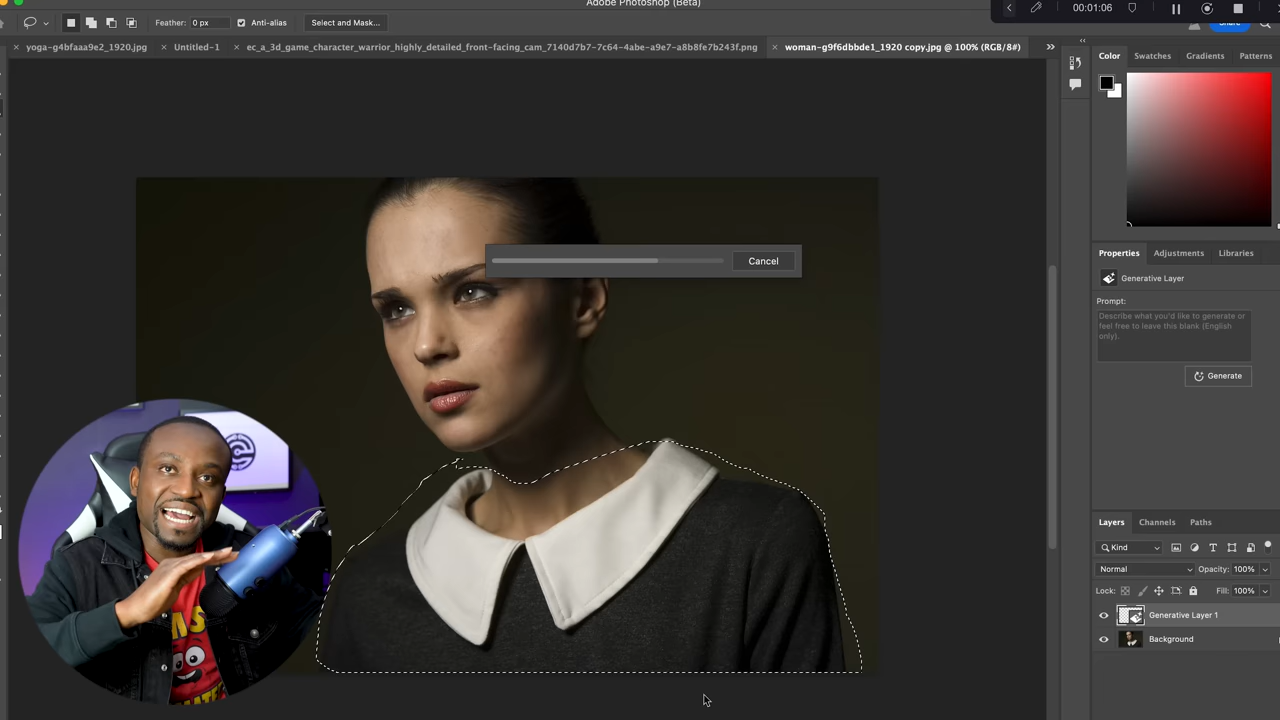 Adobe Photoshop (Beta)
00:01:06
Feather: 0 px Anti-alias Select and Mask... Share
yoga-g4bfaaa9e2_1920.jpg Untitled-1 ec_a_3d_game_character_warrior_highly_detailed_front-facing_cam_7140d7b7-7c64-4abe-a9e7-a8b8fe7b243f.png woman-g9f6dbbde1_1920 copy.jpg @ 100% (RGB/8#)
Color Swatches Gradients Patterns
Cancel
Properties Adjustments Libraries
Generative Layer
Prompt:
Describe what you'd like to generate or
feel free to leave this blank (English
only).
Generate
Layers Channels Paths
Kind
Normal Opacity: 100%
Lock: Fill: 100%
Generative Layer 1
Background